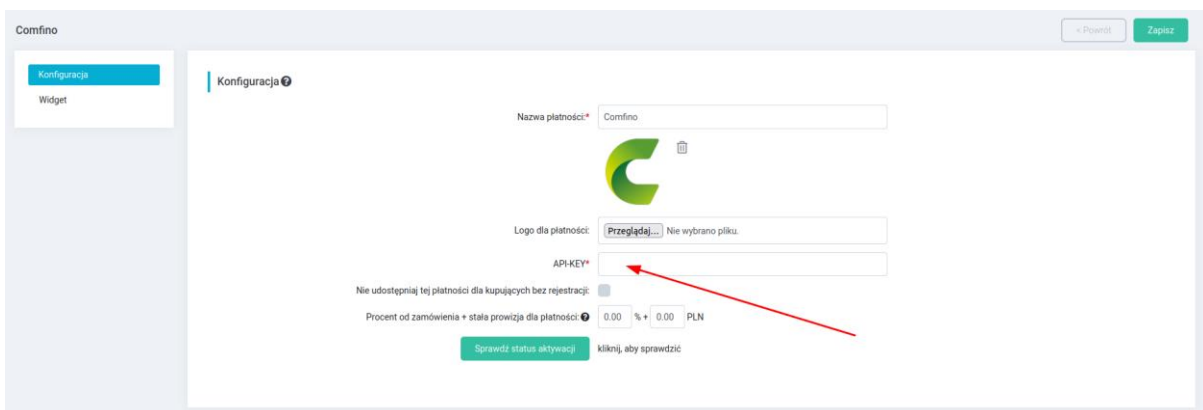 Comfino
< Powrót
Zapisz
Konfiguracja
Widget
Konfiguracja
Nazwa płatności:*
Comfino
Logo dla płatności:
Przeglądaj... Nie wybrano pliku.
API-KEY*
Nie udostępniaj tej płatności dla kupujących bez rejestracji:
Procent od zamówienia + stała prowizja dla płatności: 0.00 % + 0.00 PLN
Sprawdź status aktywacji kliknij, aby sprawdzić